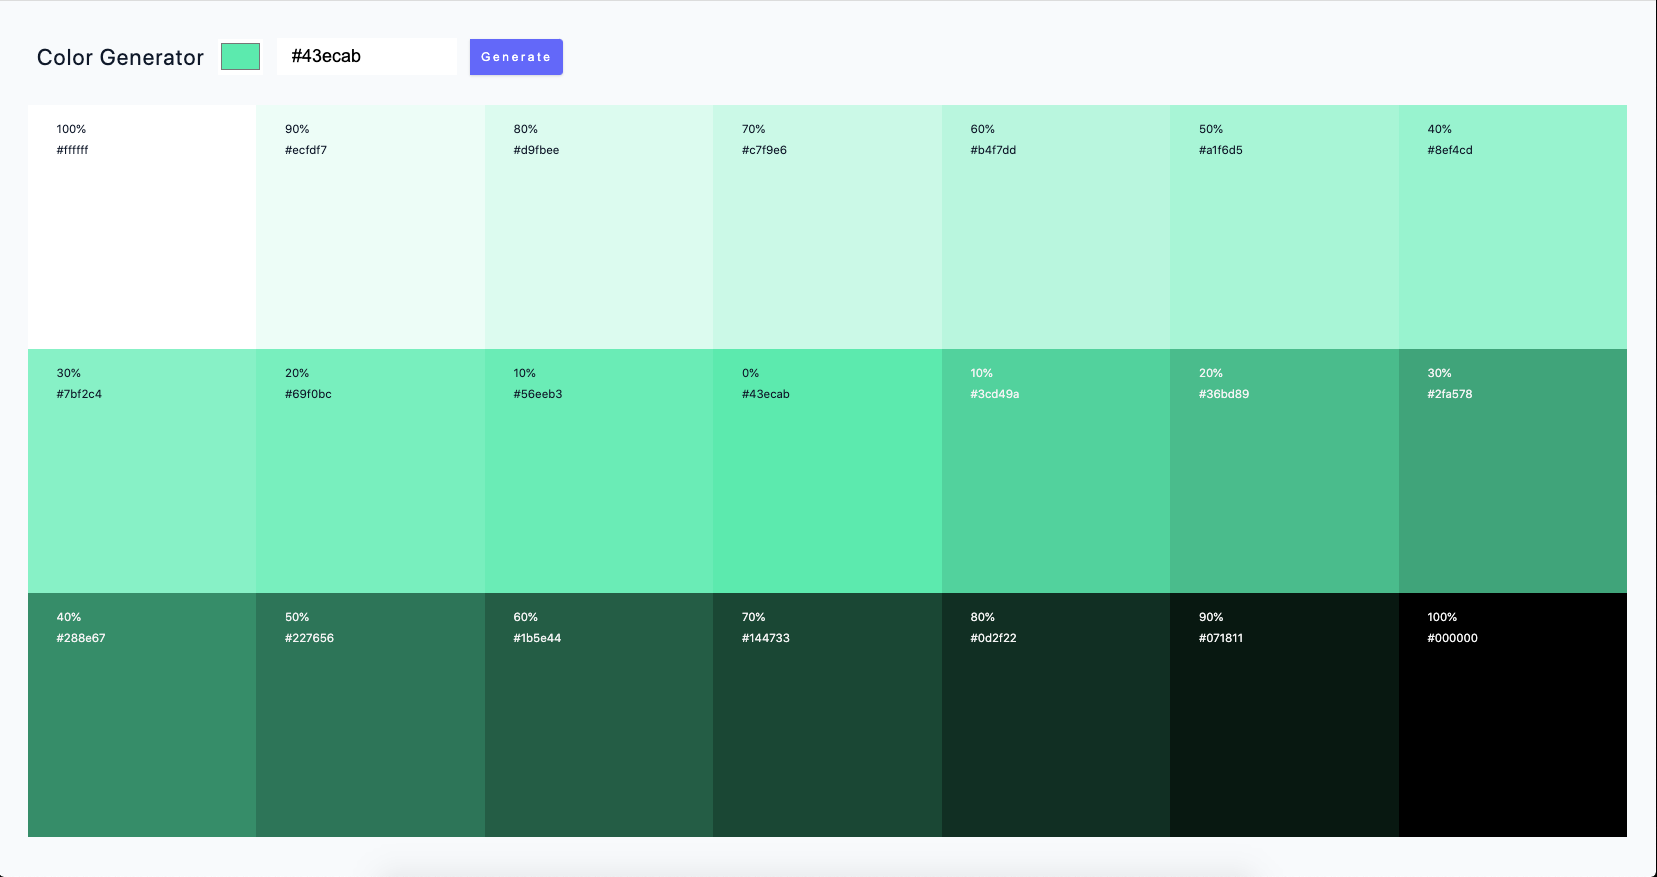 Color Generator
#43ecab
Generate
100%
#ffffff
90%
#ecfdf7
80%
#d9fbee
70%
#c7f9e6
60%
#b4f7dd
50%
#a1f6d5
40%
#8ef4cd
30%
#7bf2c4
20%
#69f0bc
10%
#56eeb3
0%
#43ecab
10%
#3cd49a
20%
#36bd89
30%
#2fa578
40%
#288e67
50%
#227656
60%
#1b5e44
70%
#144733
80%
#0d2f22
90%
#071811
100%
#000000